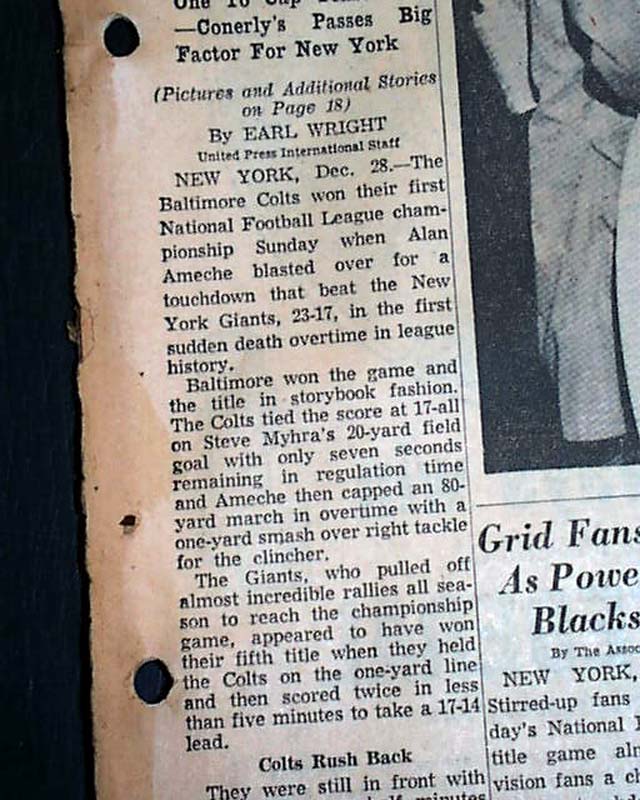 One To Cap
—Conerly's Passes Big
Factor For New York
(Pictures and Additional Stories
on Page 18)
By EARL WRIGHT
United Press International Staff
NEW YORK, Dec. 28.—The
Baltimore Colts won their first
National Football League cham-
pionship Sunday when Alan
Ameche blasted over for a
touchdown that beat the New
York Giants, 23-17, in the first
sudden death overtime in league
history.
Baltimore won the game and
the title in storybook fashion.
The Colts tied the score at 17-all
on Steve Myhra's 20-yard field
goal with only seven seconds
remaining in regulation time
and Ameche then capped an 80-
yard march in overtime with a
one-yard smash over right tackle
for the clincher.
The Giants, who pulled off
almost incredible rallies all sea-
son to reach the championship
game, appeared to have won
their fifth title when they held
the Colts on the one-yard line
and then scored twice in less
than five minutes to take a 17-14
lead.
Colts Rush Back
They were still in front with
half minutes
Grid Fans
As Powe
Blacks
By The Assoc
NEW YORK,
Stirred-up fans
day's National
title game alm
vision fans a ch